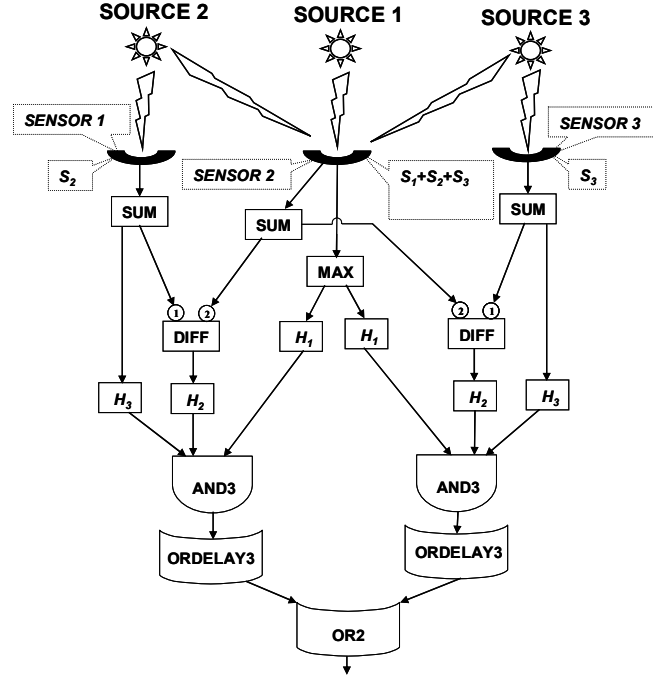 SOURCE 2
SOURCE 1
SOURCE 3
SENSOR 1
SENSOR 3
S2
SENSOR 2
S1+S2+S3
S3
SUM
SUM
SUM
MAX
1
2
2
1
DIFF
H1
H1
DIFF
H3
H2
H2
H3
AND3
AND3
ORDELAY3
ORDELAY3
OR2